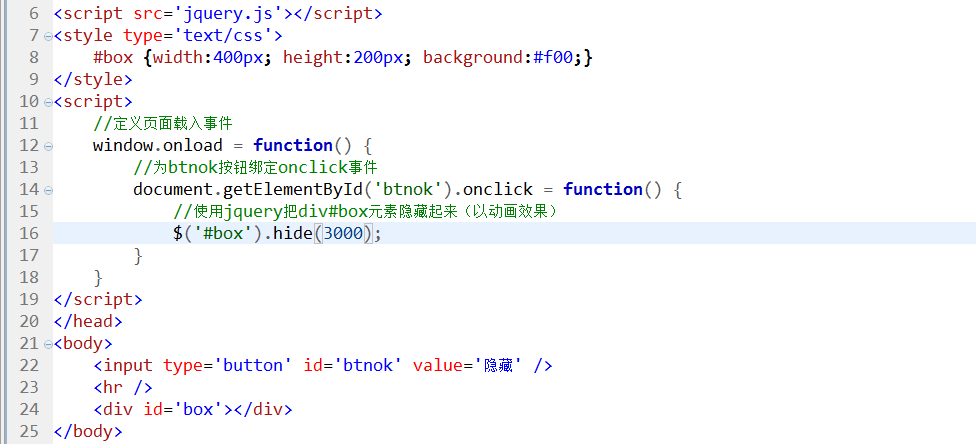 6 <script src='jquery.js'></script>
7 <style type='text/css'>
8     #box {width:400px; height:200px; background:#f00;}
9 </style>
10 <script>
11     //定义页面载入事件
12     window.onload = function() {
13         //为btnok按钮绑定onclick事件
14         document.getElementById('btnok').onclick = function() {
15             //使用jquery把div#box元素隐藏起来（以动画效果）
16             $('#box').hide(3000);
17         }
18     }
19 </script>
20 </head>
21 <body>
22     <input type='button' id='btnok' value='隐藏' />
23     <hr />
24     <div id='box'></div>
25 </body>